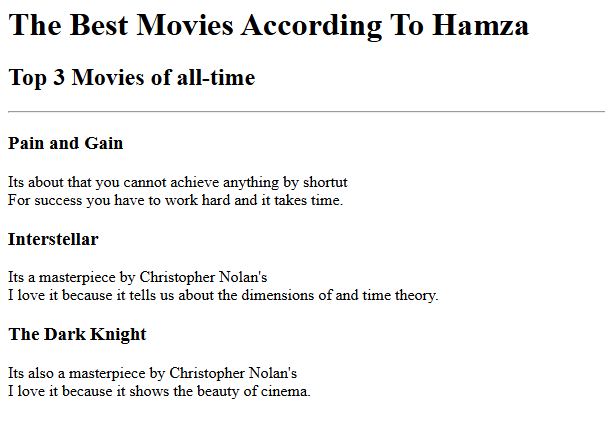 The Best Movies According To Hamza
Top 3 Movies of all-time
Pain and Gain
Its about that you cannot achieve anything by shortut
For success you have to work hard and it takes time.
Interstellar
Its a masterpiece by Christopher Nolan's
I love it because it tells us about the dimensions of and time theory.
The Dark Knight
Its also a masterpiece by Christopher Nolan's
I love it because it shows the beauty of cinema.